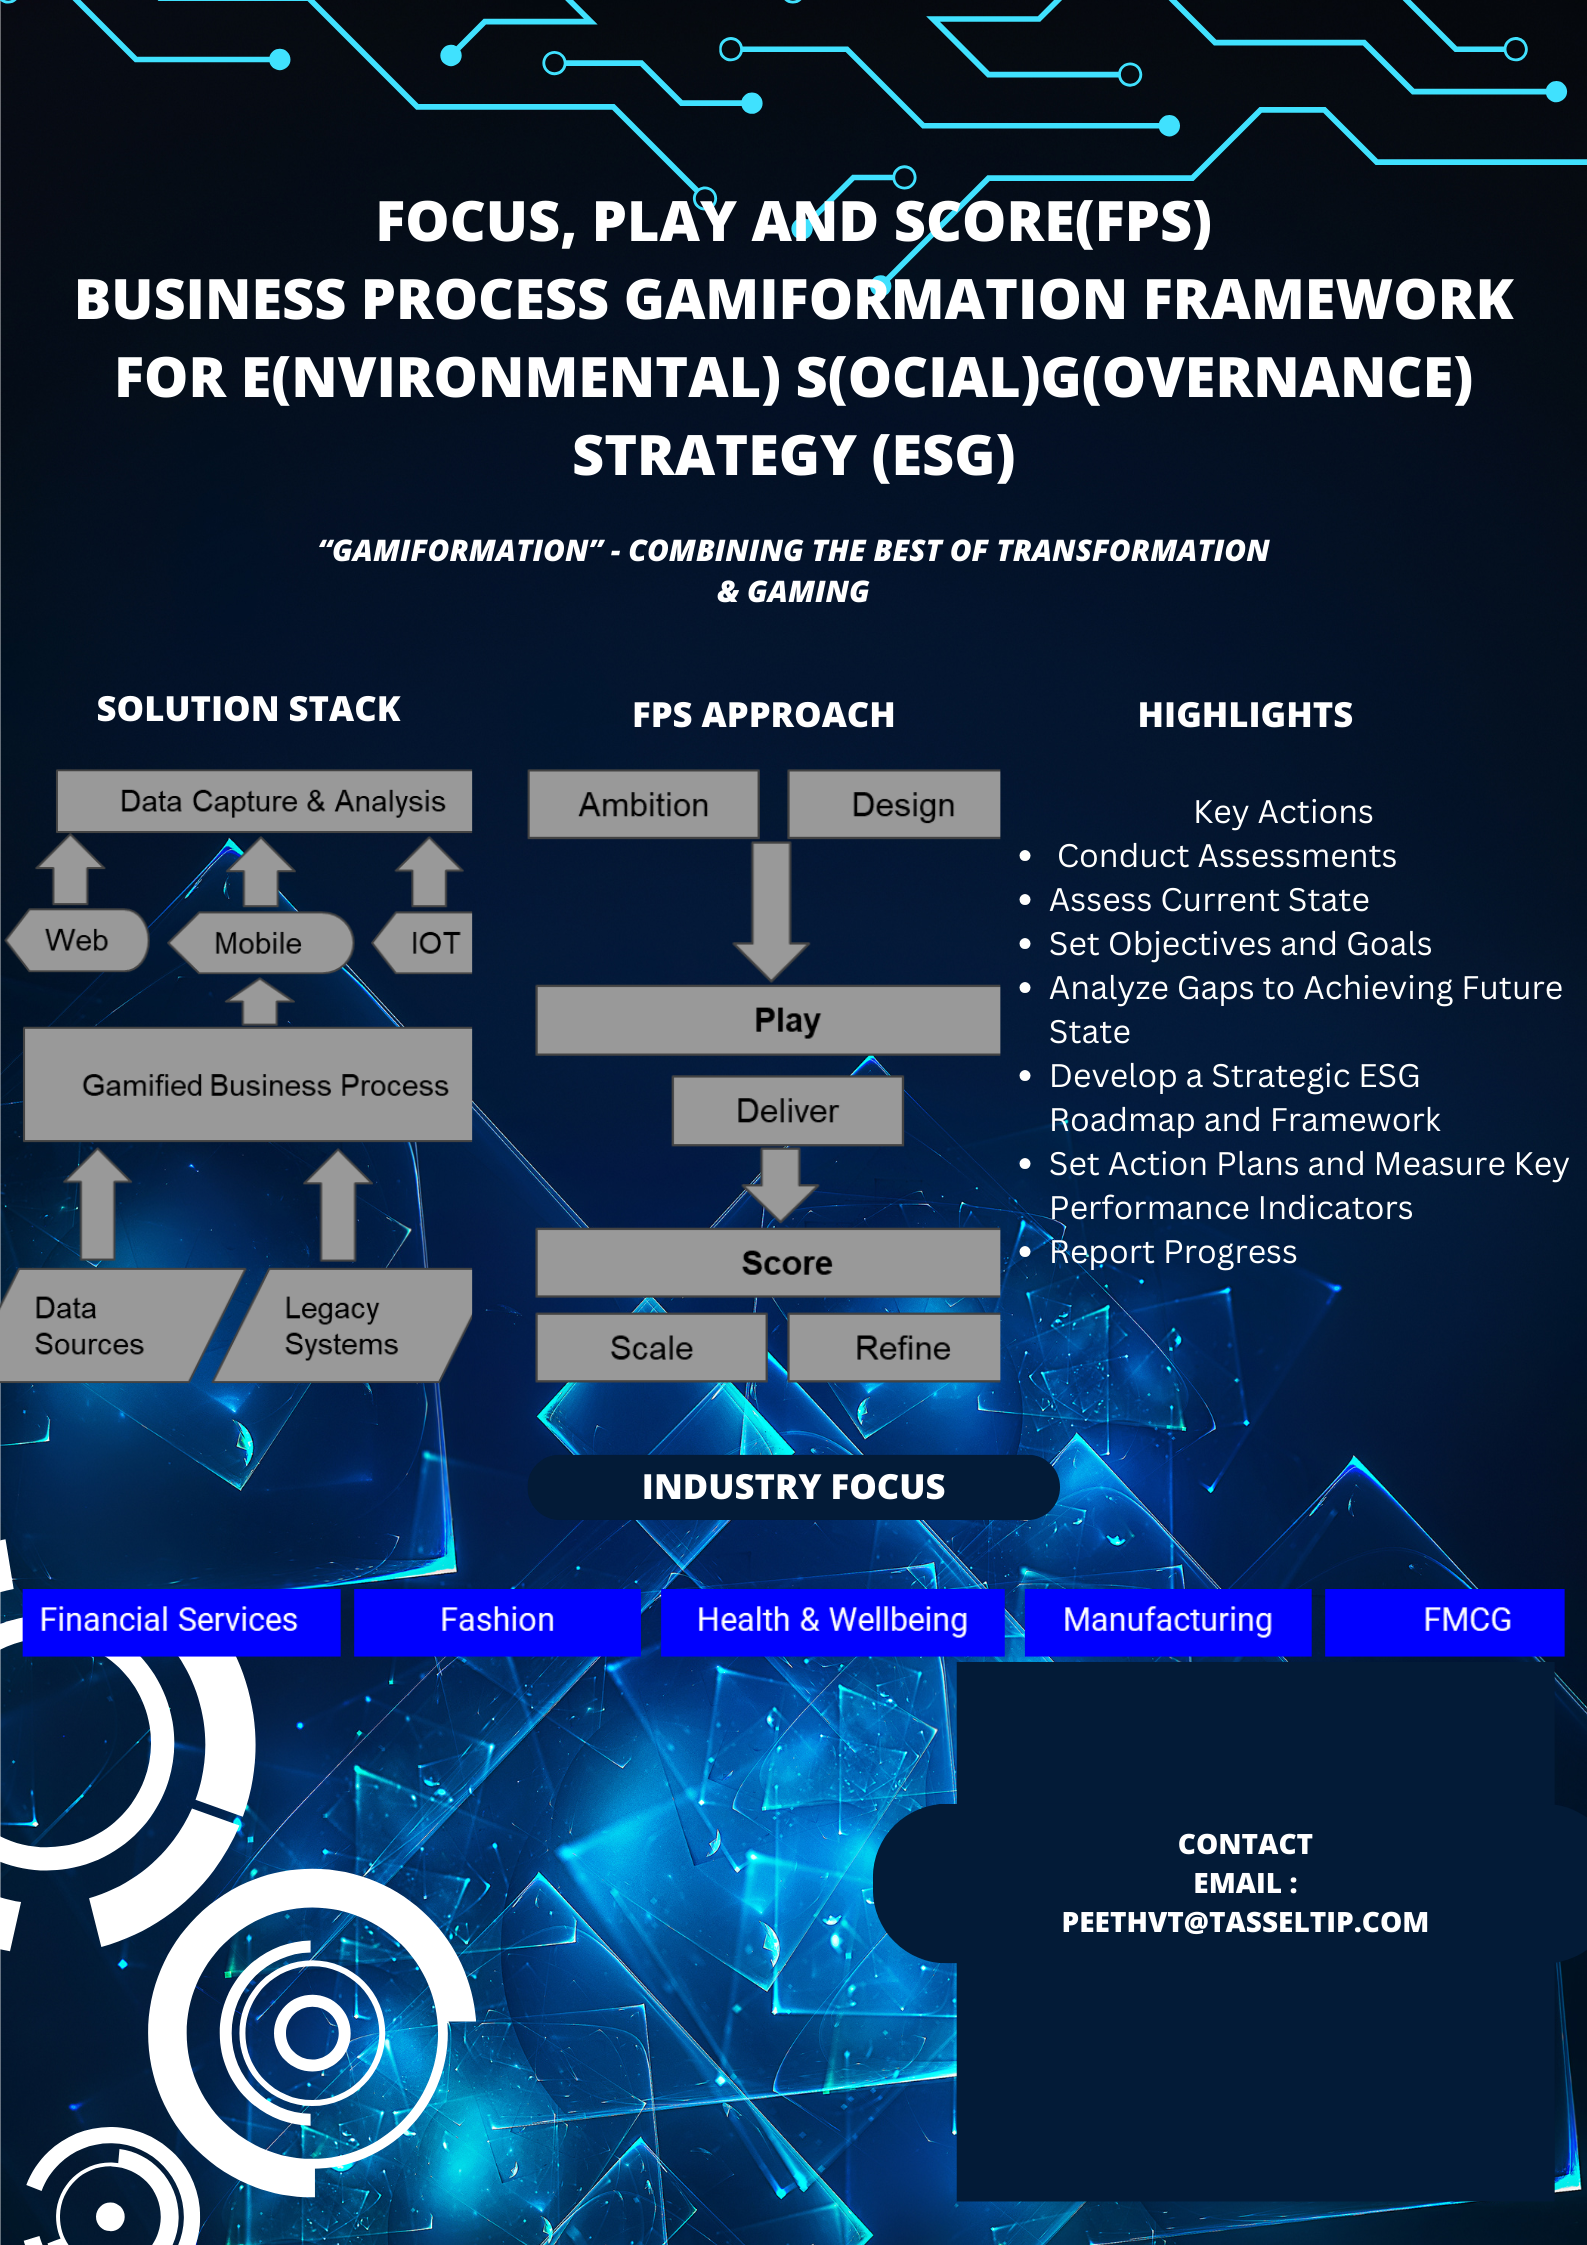 FOCUS, PLAY AND SCORE(FPS)
BUSINESS PROCESS GAMIFORMATION FRAMEWORK
FOR E(NVIRONMENTAL) S(OCIAL)G(OVERNANCE)
STRATEGY (ESG)
“GAMIFORMATION” - COMBINING THE BEST OF TRANSFORMATION
& GAMING
SOLUTION STACK
Data Capture & Analysis
Web
Mobile
IOT
Gamified Business Process
Data
Sources
Legacy
Systems
FPS APPROACH
Ambition
Design
Play
Deliver
Score
Scale
Refine
HIGHLIGHTS
Key Actions
• Conduct Assessments
• Assess Current State
• Set Objectives and Goals
• Analyze Gaps to Achieving Future
State
• Develop a Strategic ESG
Roadmap and Framework
• Set Action Plans and Measure Key
Performance Indicators
• Report Progress
INDUSTRY FOCUS
Financial Services
Fashion
Health & Wellbeing
Manufacturing
FMCG
CONTACT
EMAIL :
PEETHVT@TASSELTIP.COM